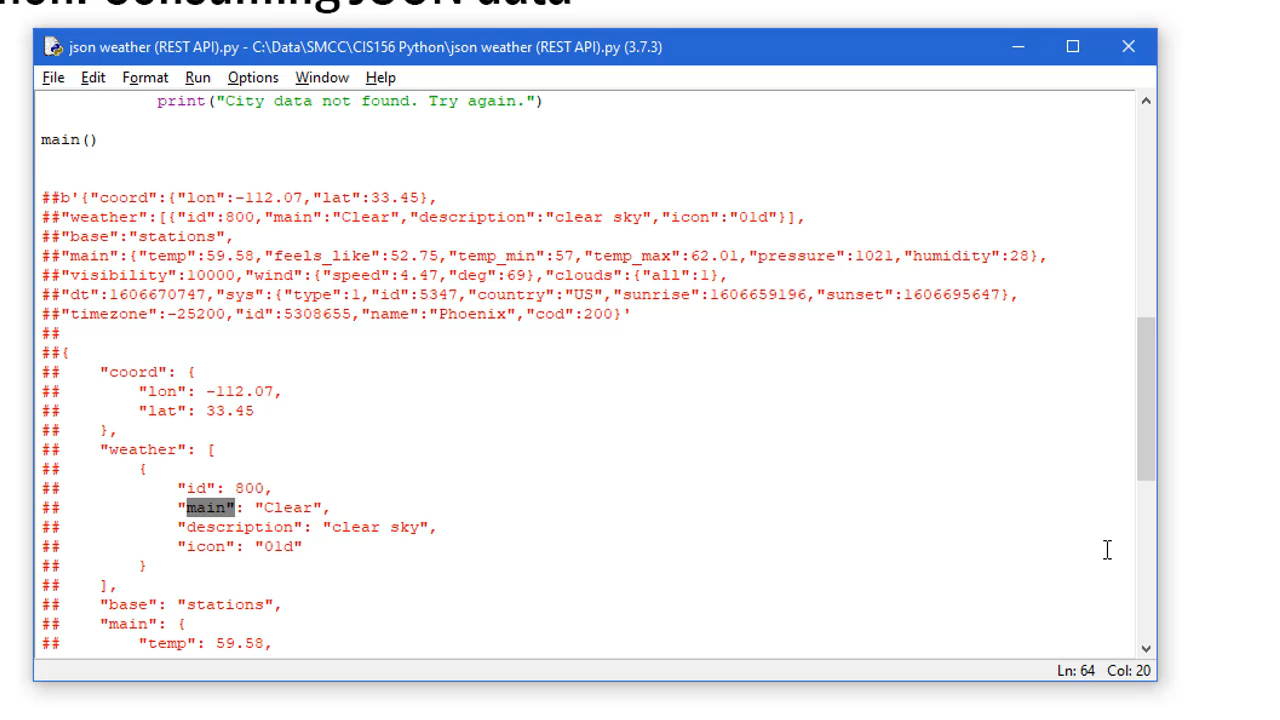 Consuming JSON data
json weather (REST API).py - C:\Data\SMCC\CIS156 Python\json weather (REST API).py (3.7.3)
File Edit Format Run Options Window Help
print("City data not found. Try again.")
main()
##b'{"coord":{"lon":-112.07,"lat":33.45},
##"weather":[{"id":800,"main":"Clear","description":"clear sky","icon":"01d"}],
##"base":"stations",
##"main":{"temp":59.58,"feels_like":52.75,"temp_min":57,"temp_max":62.01,"pressure":1021,"humidity":28},
##"visibility":10000,"wind":{"speed":4.47,"deg":69},"clouds":{"all":1},
##"dt":1606670747,"sys":{"type":1,"id":5347,"country":"US","sunrise":1606659196,"sunset":1606695647},
##"timezone":-25200,"id":5308655,"name":"Phoenix","cod":200}'
##
##{
##    "coord": {
##        "lon": -112.07,
##        "lat": 33.45
##    },
##    "weather": [
##        {
##            "id": 800,
##            "main": "Clear",
##            "description": "clear sky",
##            "icon": "01d"
##        }
##    ],
##    "base": "stations",
##    "main": {
##        "temp": 59.58,
Ln: 64 Col: 20